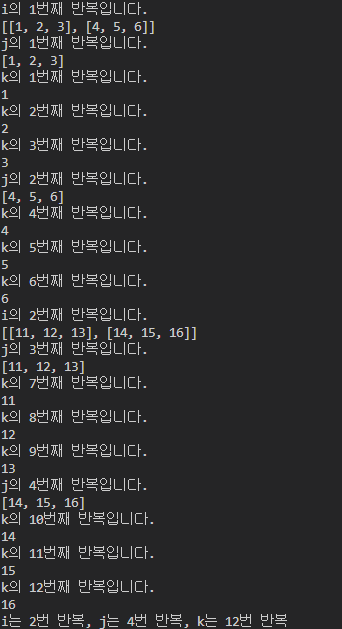 i의 1번째 반복입니다.
[[1, 2, 3], [4, 5, 6]]
j의 1번째 반복입니다.
[1, 2, 3]
k의 1번째 반복입니다.
1
k의 2번째 반복입니다.
2
k의 3번째 반복입니다.
3
j의 2번째 반복입니다.
[4, 5, 6]
k의 4번째 반복입니다.
4
k의 5번째 반복입니다.
5
k의 6번째 반복입니다.
6
i의 2번째 반복입니다.
[[11, 12, 13], [14, 15, 16]]
j의 3번째 반복입니다.
[11, 12, 13]
k의 7번째 반복입니다.
11
k의 8번째 반복입니다.
12
k의 9번째 반복입니다.
13
j의 4번째 반복입니다.
[14, 15, 16]
k의 10번째 반복입니다.
14
k의 11번째 반복입니다.
15
k의 12번째 반복입니다.
16
i는 2번 반복, j는 4번 반복, k는 12번 반복